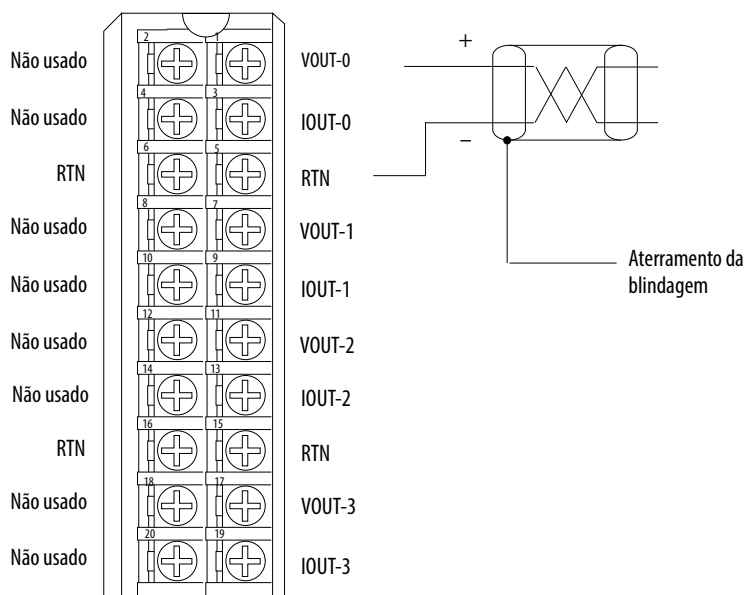 2 1
Não usado VOUT-0 +
4 3
Não usado IOUT-0
–
6 5
RTN RTN
8 7
Não usado VOUT-1
10 9
Não usado IOUT-1
Aterramento da
blindagem
12 11
Não usado VOUT-2
14 13
Não usado IOUT-2
16 15
RTN RTN
18 17
Não usado VOUT-3
20 19
Não usado IOUT-3